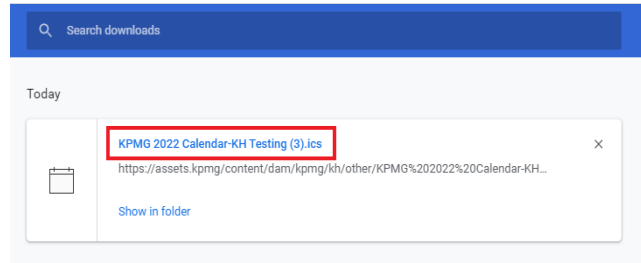 Search downloads
Today
KPMG 2022 Calendar-KH Testing (3).ics
https://assets.kpmg/content/dam/kpmg/kh/other/KPMG%202022%20Calendar-KH...
Show in folder